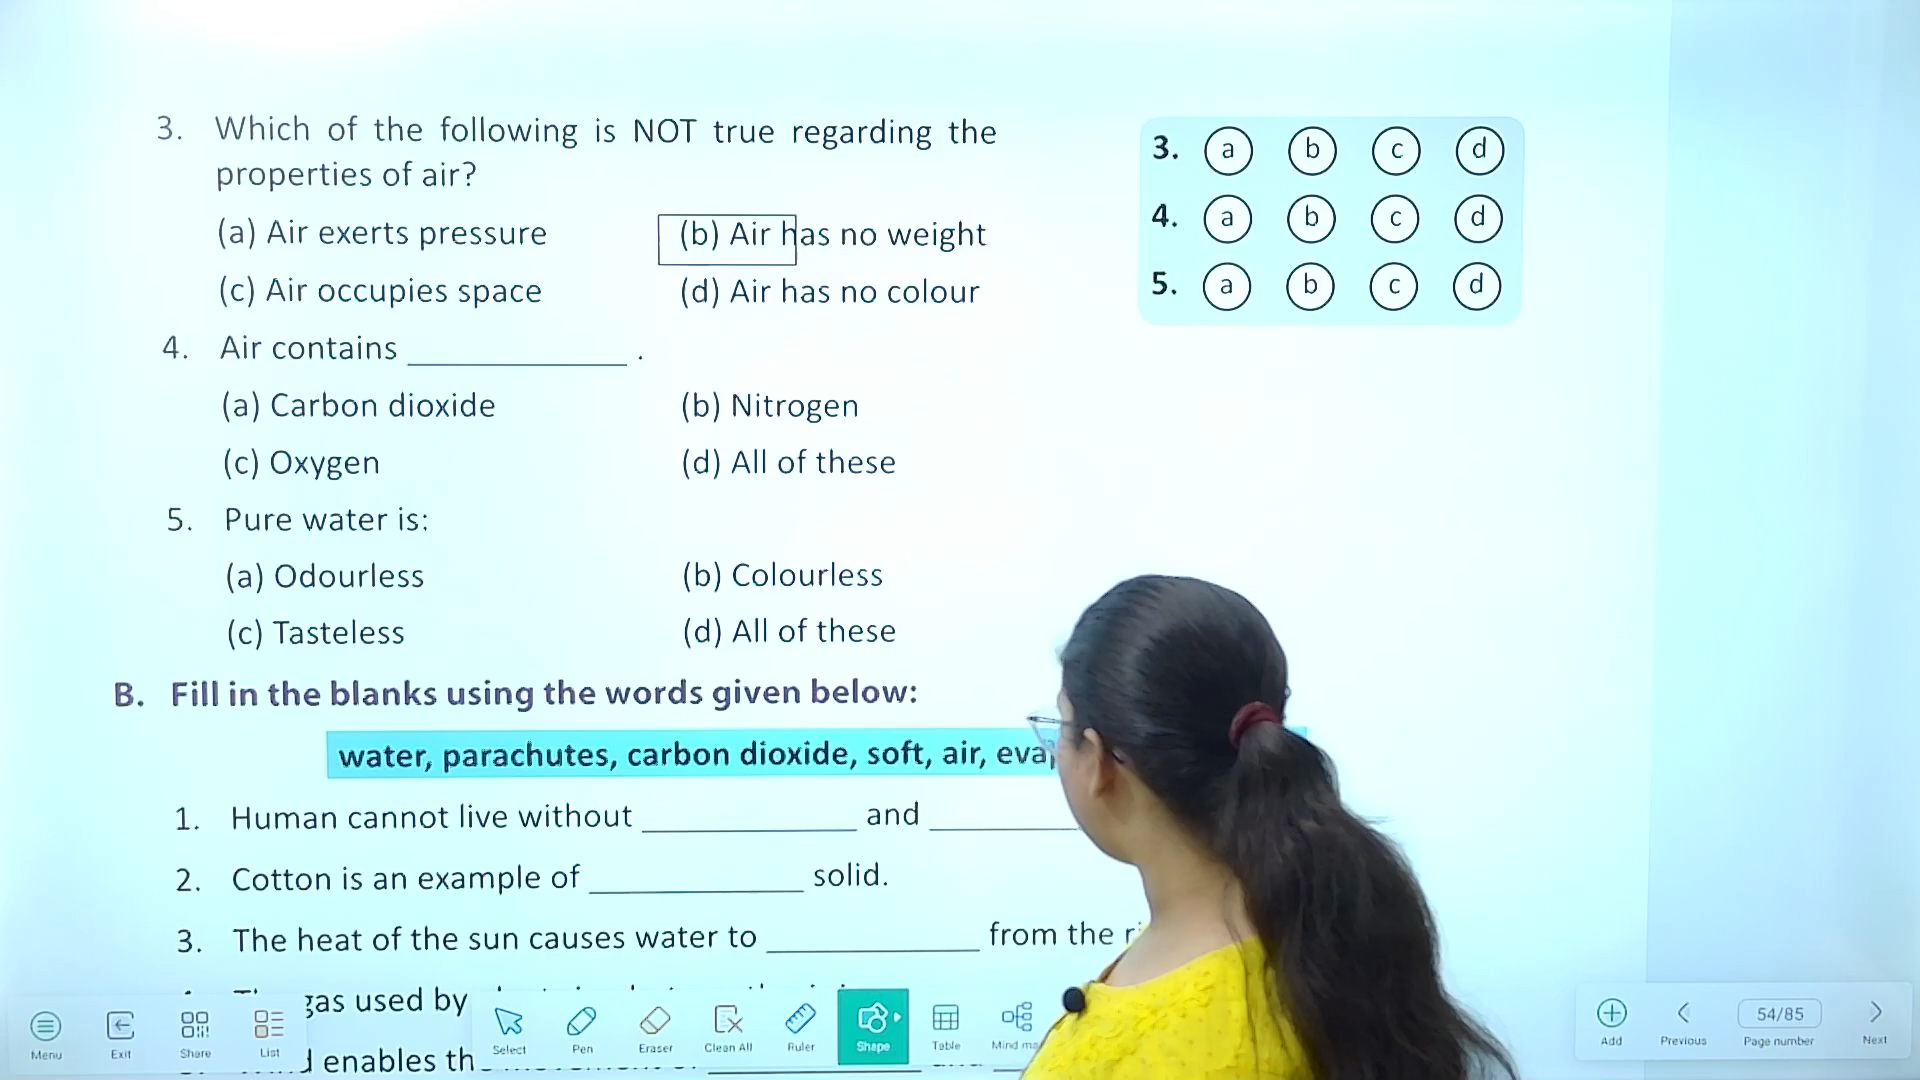 3. Which of the following is NOT true regarding the
properties of air?
(a) Air exerts pressure (b) Air has no weight
(c) Air occupies space (d) Air has no colour
4. Air contains ____________ .
(a) Carbon dioxide (b) Nitrogen
(c) Oxygen (d) All of these
5. Pure water is:
(a) Odourless (b) Colourless
(c) Tasteless (d) All of these
3. a b c d
4. a b c d
5. a b c d
B. Fill in the blanks using the words given below:
water, parachutes, carbon dioxide, soft, air,
1. Human cannot live without ____________ and ________
2. Cotton is an example of ____________ solid.
3. The heat of the sun causes water to ____________ from the
gas used by
enables
Menu Exit Share List Select Pen Eraser Clean All Ruler Shape Table Mind
Add Previous 54/85 Page number Next